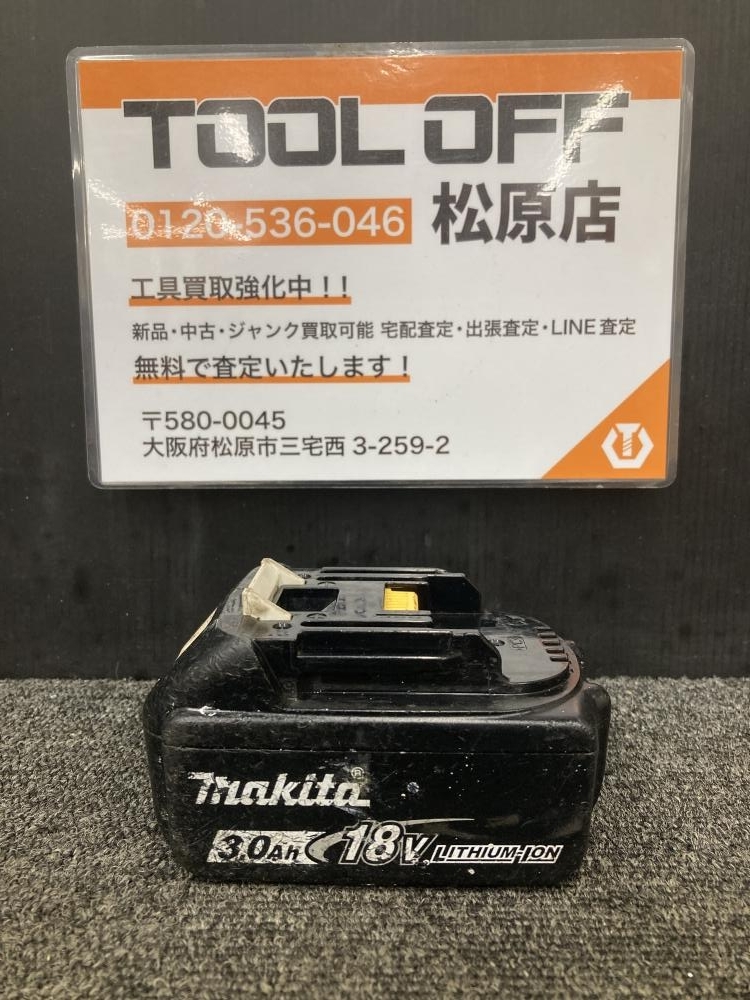 TOOL OFF
0120-536-046 松原店
工具買取強化中！！
新品・中古・ジャンク買取可能 宅配査定・出張査定・LINE査定
無料で査定いたします！
〒580-0045
大阪府松原市三宅西 3-259-2
makita®
3.0Ah 18V LITHIUM-ION